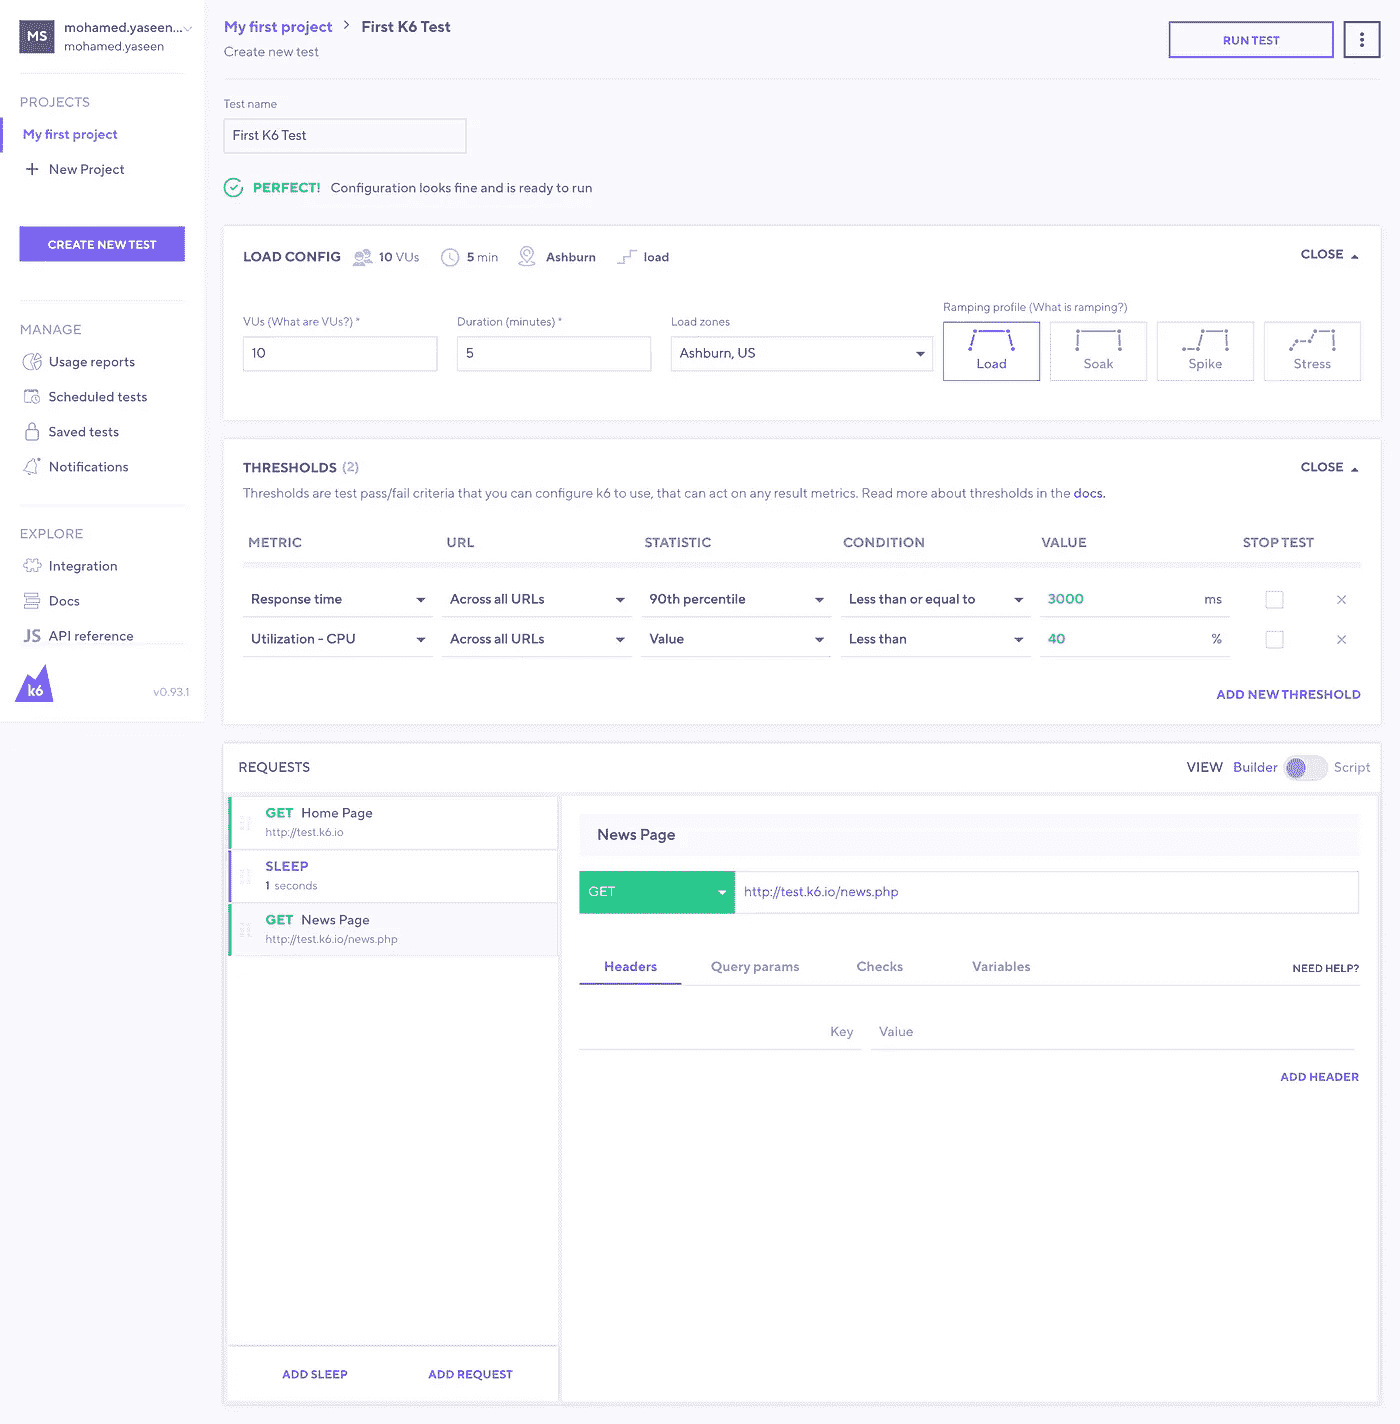 MS
mohamed.yaseen...
mohamed.yaseen
PROJECTS
My first project
New Project
CREATE NEW TEST
MANAGE
Usage reports
Scheduled tests
Saved tests
Notifications
EXPLORE
Integration
Docs
JS API reference
k6
v0.93.1
My first project > First K6 Test
Create new test
RUN TEST
Test name
First K6 Test
PERFECT! Configuration looks fine and is ready to run
LOAD CONFIG 10 VUs 5 min Ashburn load
CLOSE
VUs (What are VUs?) *
10
Duration (minutes) *
5
Load zones
Ashburn, US
Ramping profile (What is ramping?)
Load
Soak
Spike
Stress
THRESHOLDS (2)
CLOSE
Thresholds are test pass/fail criteria that you can configure k6 to use, that can act on any result metrics. Read more about thresholds in the docs.
METRIC URL STATISTIC CONDITION VALUE STOP TEST
Response time Across all URLs 90th percentile Less than or equal to 3000 ms
Utilization - CPU Across all URLs Value Less than 40 %
ADD NEW THRESHOLD
REQUESTS
VIEW Builder Script
GET Home Page
http://test.k6.io
SLEEP
1 seconds
GET News Page
http://test.k6.io/news.php
ADD SLEEP
ADD REQUEST
News Page
GET http://test.k6.io/news.php
Headers Query params Checks Variables NEED HELP?
Key Value
ADD HEADER